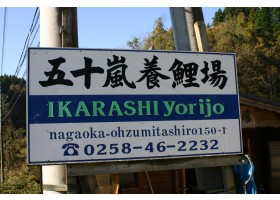 五十嵐養鯉場
IKARASHI Yorijo
nagaoka-ohzumitashiro150-1
☎0258-46-2232